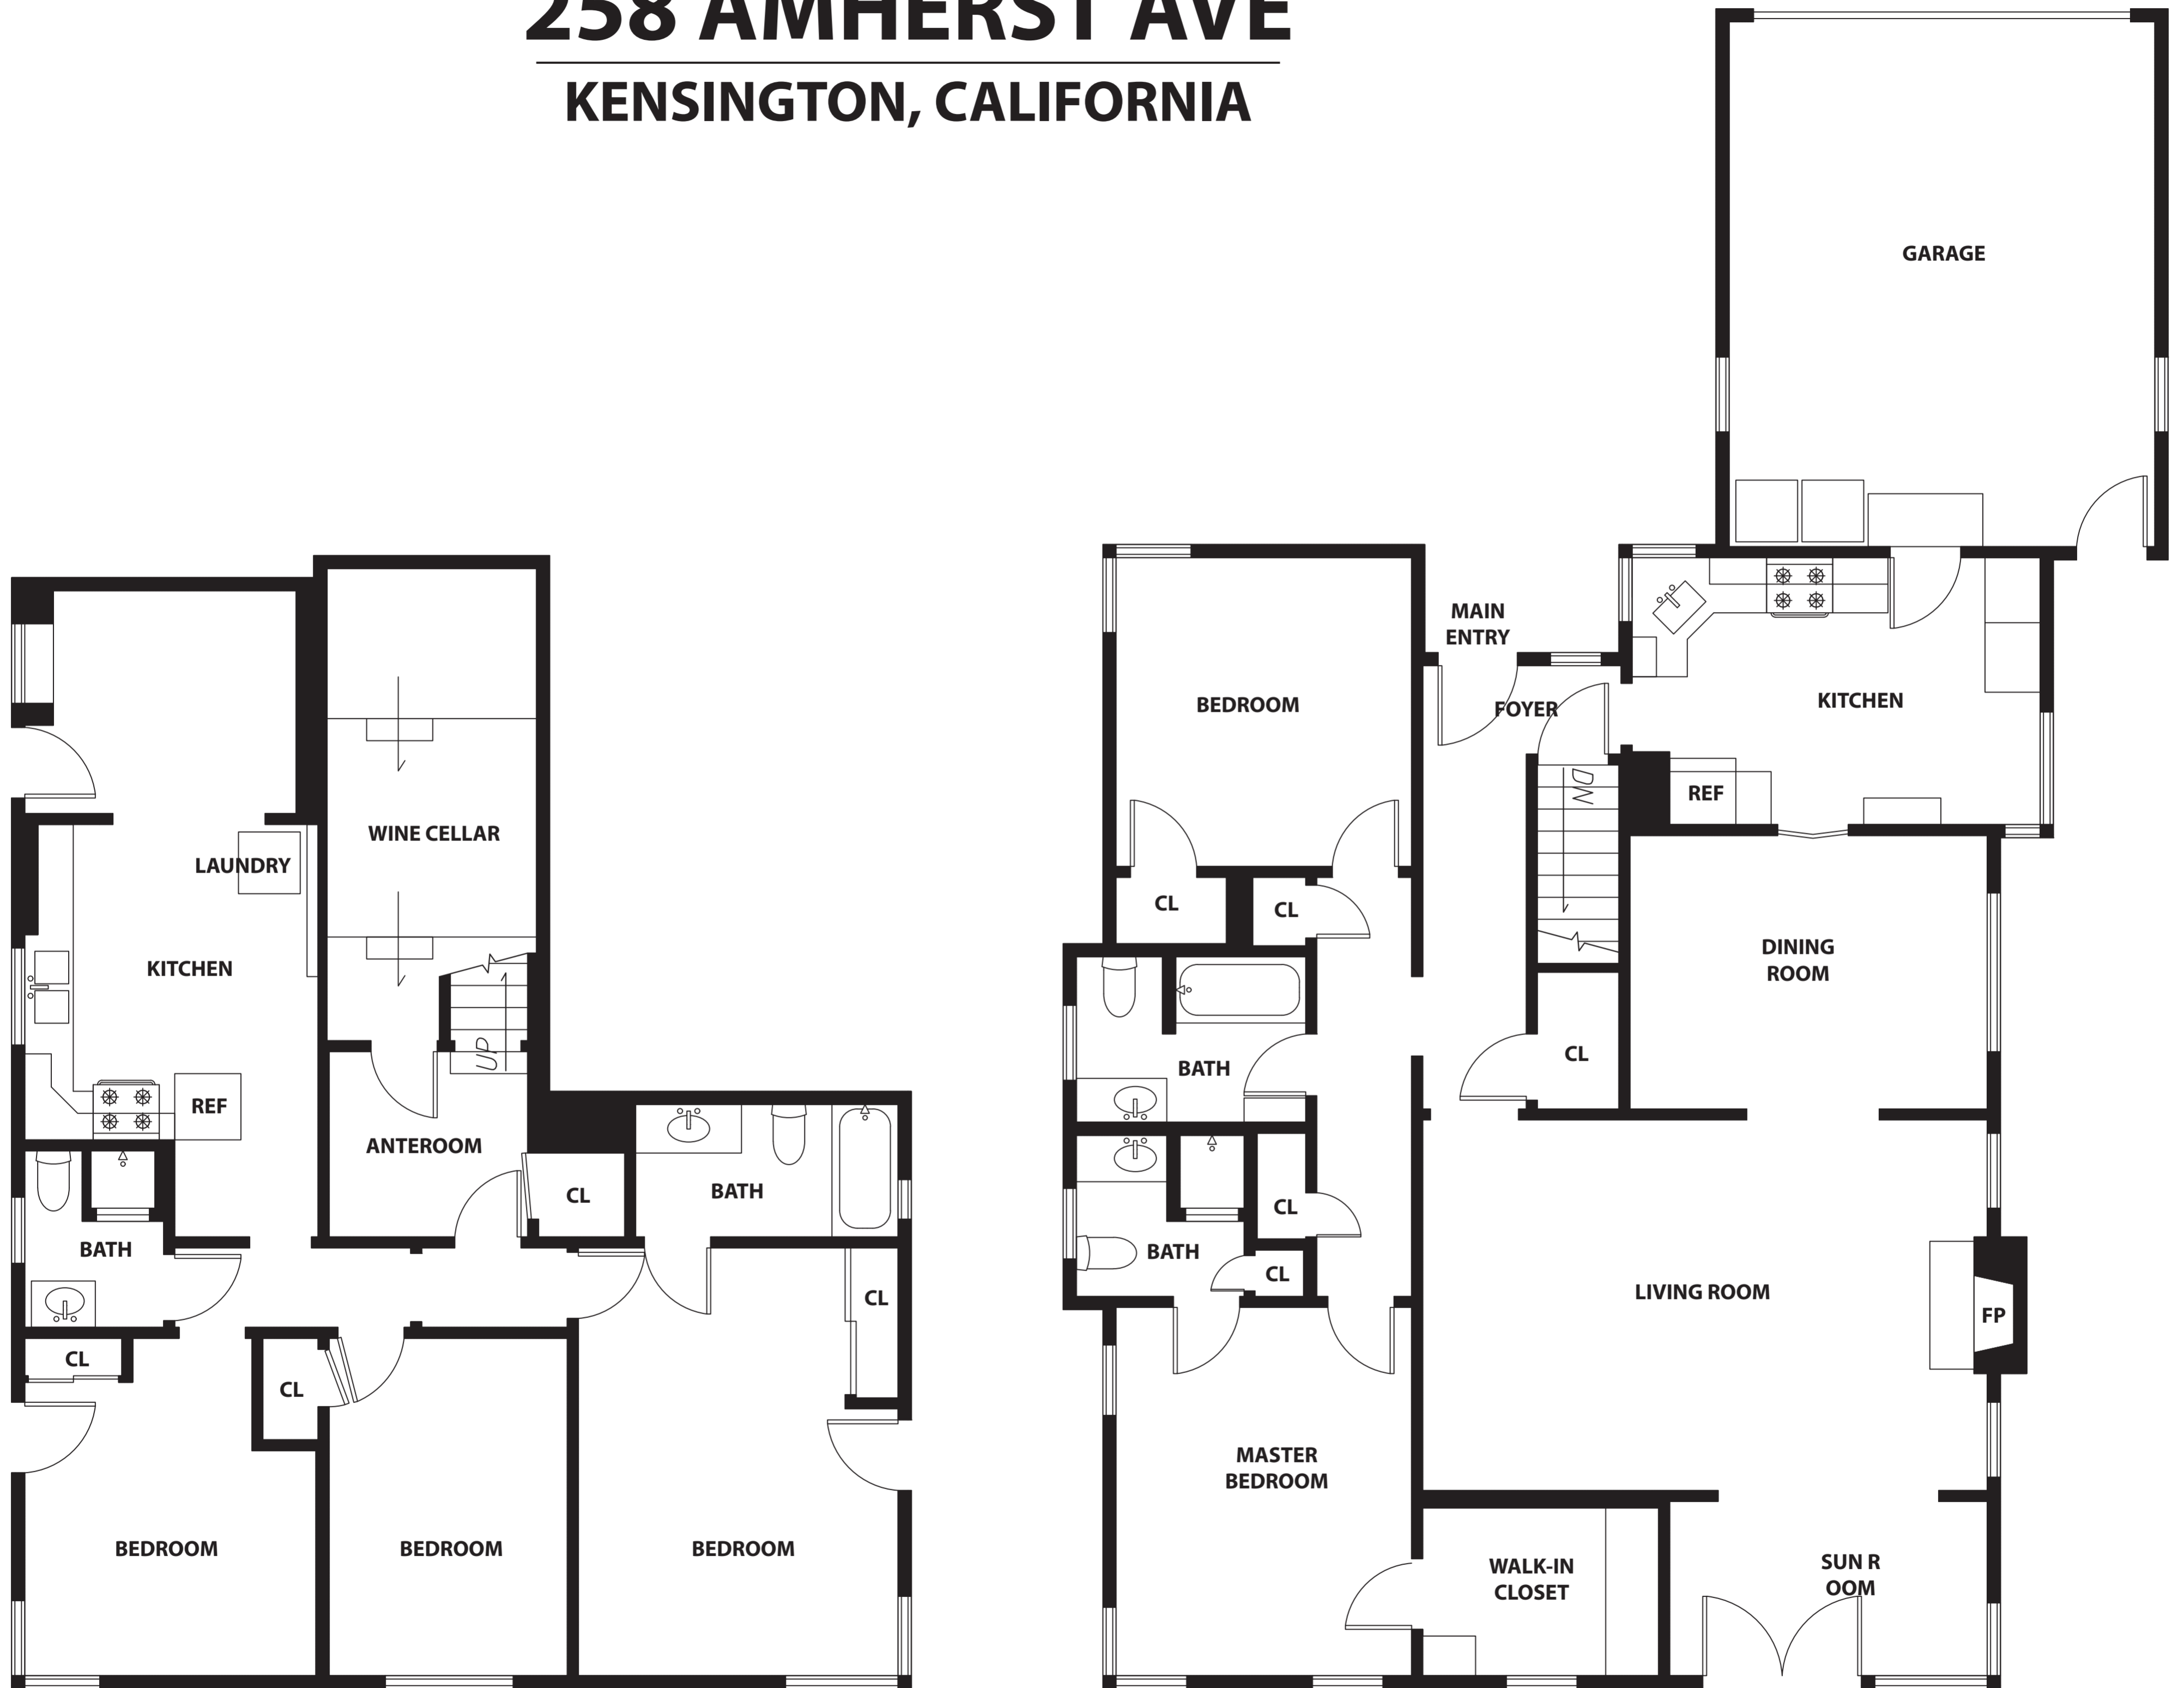 258 AMHERST AVE
KENSINGTON, CALIFORNIA
GARAGE
MAIN
ENTRY
FOYER
BEDROOM
KITCHEN
DN
REF
CL
CL
DINING
ROOM
CL
BATH
CL
BATH
CL
LIVING ROOM
FP
MASTER
BEDROOM
WALK-IN
CLOSET
SUN R
OOM
WINE CELLAR
LAUNDRY
KITCHEN
UP
REF
ANTEROOM
CL
BATH
BATH
CL
CL
CL
BEDROOM
BEDROOM
BEDROOM